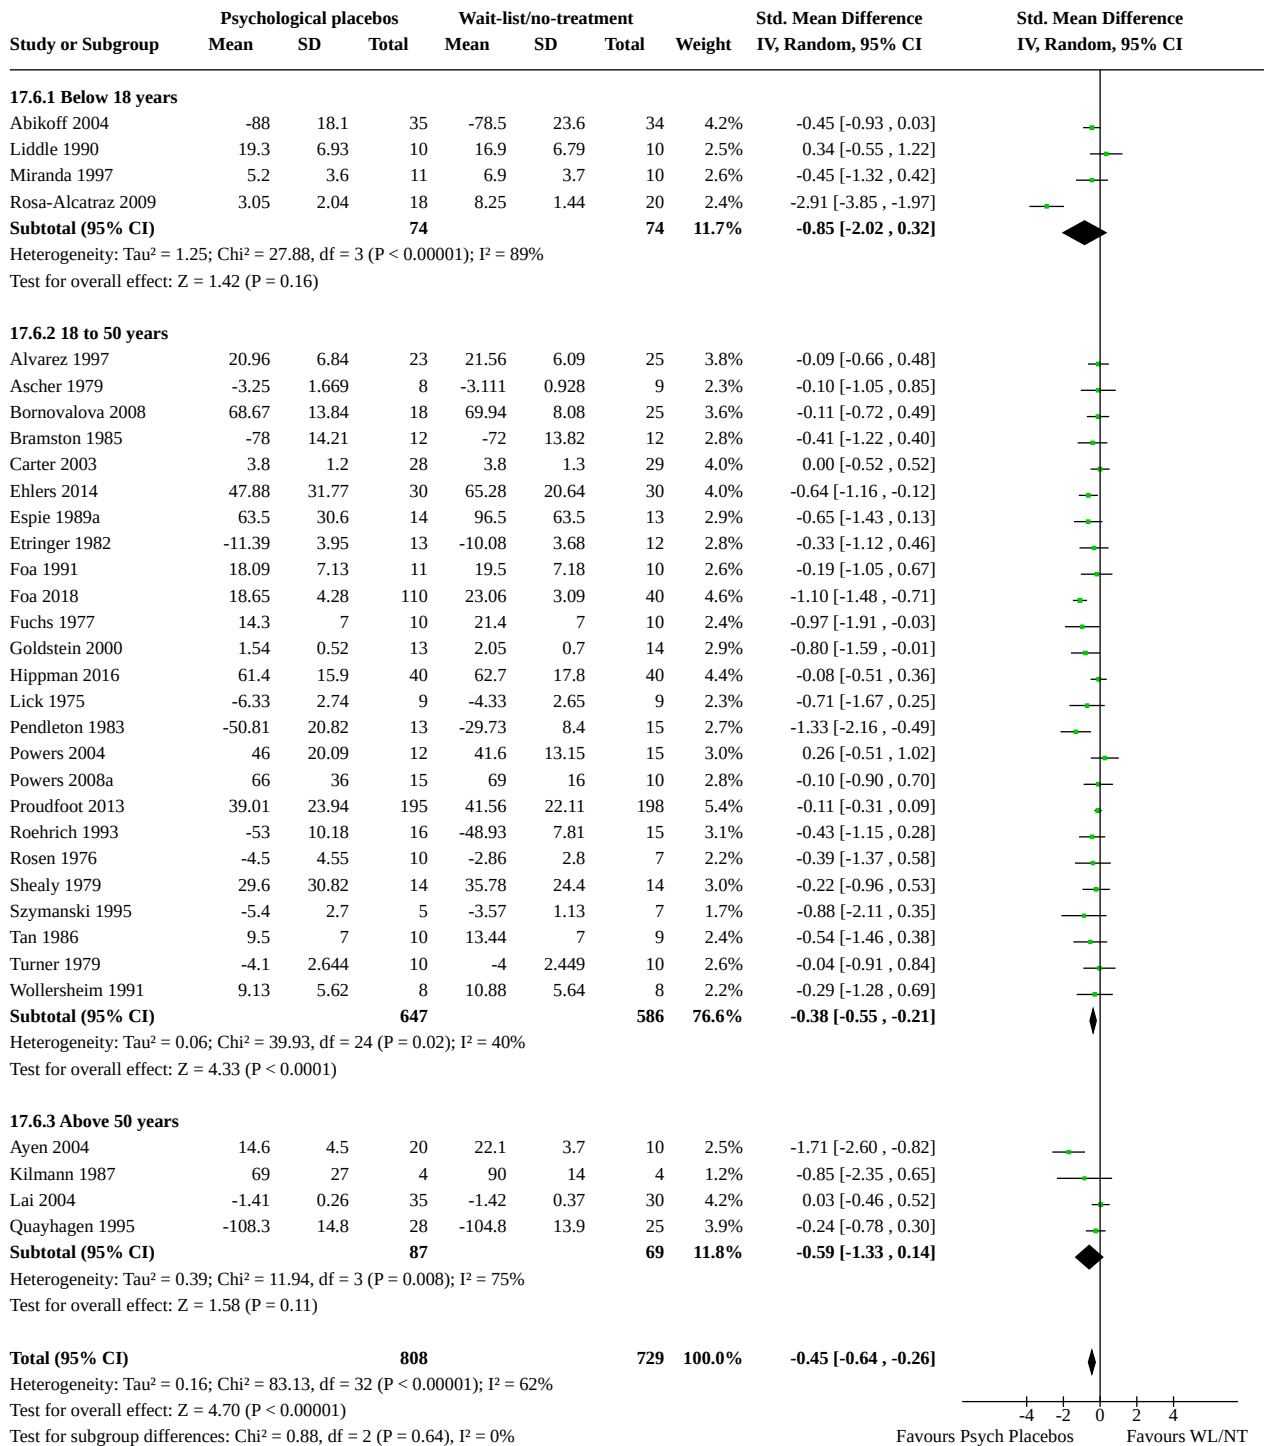 Psychological placebos Wait-list/no-treatment Std. Mean Difference Std. Mean Difference
Study or Subgroup Mean SD Total Mean SD Total Weight IV, Random, 95% CI IV, Random, 95% CI
17.6.1 Below 18 years
Abikoff 2004 -88 18.1 35 -78.5 23.6 34 4.2% -0.45 [-0.93 , 0.03]
Liddle 1990 19.3 6.93 10 16.9 6.79 10 2.5% 0.34 [-0.55 , 1.22]
Miranda 1997 5.2 3.6 11 6.9 3.7 10 2.6% -0.45 [-1.32 , 0.42]
Rosa-Alcatraz 2009 3.05 2.04 18 8.25 1.44 20 2.4% -2.91 [-3.85 , -1.97]
Subtotal (95% CI) 74 74 11.7% -0.85 [-2.02 , 0.32]
Heterogeneity: Tau² = 1.25; Chi² = 27.88, df = 3 (P < 0.00001); I² = 89%
Test for overall effect: Z = 1.42 (P = 0.16)
17.6.2 18 to 50 years
Alvarez 1997 20.96 6.84 23 21.56 6.09 25 3.8% -0.09 [-0.66 , 0.48]
Ascher 1979 -3.25 1.669 8 -3.111 0.928 9 2.3% -0.10 [-1.05 , 0.85]
Bornovalova 2008 68.67 13.84 18 69.94 8.08 25 3.6% -0.11 [-0.72 , 0.49]
Bramston 1985 -78 14.21 12 -72 13.82 12 2.8% -0.41 [-1.22 , 0.40]
Carter 2003 3.8 1.2 28 3.8 1.3 29 4.0% 0.00 [-0.52 , 0.52]
Ehlers 2014 47.88 31.77 30 65.28 20.64 30 4.0% -0.64 [-1.16 , -0.12]
Espie 1989a 63.5 30.6 14 96.5 63.5 13 2.9% -0.65 [-1.43 , 0.13]
Etringer 1982 -11.39 3.95 13 -10.08 3.68 12 2.8% -0.33 [-1.12 , 0.46]
Foa 1991 18.09 7.13 11 19.5 7.18 10 2.6% -0.19 [-1.05 , 0.67]
Foa 2018 18.65 4.28 110 23.06 3.09 40 4.6% -1.10 [-1.48 , -0.71]
Fuchs 1977 14.3 7 10 21.4 7 10 2.4% -0.97 [-1.91 , -0.03]
Goldstein 2000 1.54 0.52 13 2.05 0.7 14 2.9% -0.80 [-1.59 , -0.01]
Hippman 2016 61.4 15.9 40 62.7 17.8 40 4.3% -0.08 [-0.51 , 0.36]
Lick 1975 -6.33 2.74 9 -4.33 2.65 9 2.3% -0.71 [-1.67 , 0.25]
Pendleton 1983 -50.81 20.82 13 -29.73 8.4 15 2.7% -1.33 [-2.16 , -0.49]
Powers 2004 46 20.09 12 41.6 13.15 15 3.0% 0.26 [-0.51 , 1.02]
Powers 2008a 66 36 15 69 16 10 2.8% -0.10 [-0.90 , 0.70]
Proudfoot 2013 39.01 23.94 195 41.56 22.11 198 5.4% -0.11 [-0.31 , 0.09]
Roehrich 1993 -53 10.18 16 -48.93 7.81 15 3.1% -0.43 [-1.15 , 0.28]
Rosen 1976 -4.5 4.55 10 -2.86 2.8 7 2.2% -0.39 [-1.37 , 0.58]
Shealy 1979 29.6 30.82 14 35.78 24.4 14 3.0% -0.22 [-0.96 , 0.53]
Szymanski 1995 -5.4 2.7 5 -3.57 1.13 7 1.7% -0.88 [-2.11 , 0.35]
Tan 1986 9.5 7 10 13.44 7 9 2.4% -0.54 [-1.46 , 0.38]
Turner 1979 -4.1 2.644 10 -4 2.449 10 2.6% -0.04 [-0.91 , 0.84]
Wollersheim 1991 9.13 5.62 8 10.88 5.64 8 2.2% -0.29 [-1.28 , 0.69]
Subtotal (95% CI) 647 586 76.6% -0.38 [-0.55 , -0.21]
Heterogeneity: Tau² = 0.06; Chi² = 39.93, df = 24 (P = 0.02); I² = 40%
Test for overall effect: Z = 4.33 (P < 0.0001)
17.6.3 Above 50 years
Ayen 2004 14.6 4.5 20 22.1 3.7 10 2.5% -1.71 [-2.60 , -0.82]
Kilmann 1987 69 27 4 90 14 4 1.2% -0.85 [-2.35 , 0.65]
Lai 2004 -1.41 0.26 35 -1.42 0.37 30 4.2% 0.03 [-0.46 , 0.52]
Quayhagen 1995 -108.3 14.8 28 -104.8 13.9 25 3.9% -0.24 [-0.78 , 0.30]
Subtotal (95% CI) 87 69 11.8% -0.59 [-1.33 , 0.14]
Heterogeneity: Tau² = 0.39; Chi² = 11.94, df = 3 (P = 0.008); I² = 75%
Test for overall effect: Z = 1.58 (P = 0.11)
Total (95% CI) 808 729 100.0% -0.45 [-0.64 , -0.26]
Heterogeneity: Tau² = 0.16; Chi² = 83.13, df = 32 (P < 0.00001); I² = 62%
Test for overall effect: Z = 4.70 (P < 0.00001) -4 -2 0 2 4
Test for subgroup differences: Chi² = 0.88, df = 2 (P = 0.64), I² = 0% Favours Psych Placebos Favours WL/NT